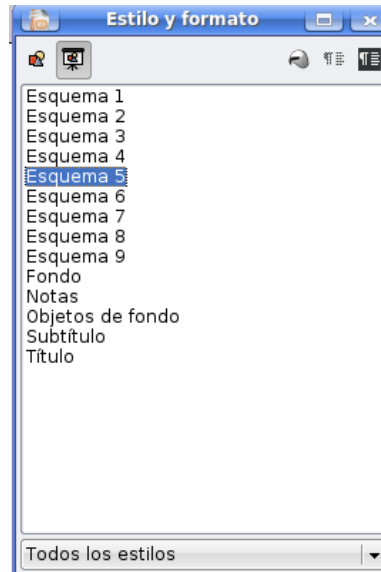 Estilo y formato
Esquema 1
Esquema 2
Esquema 3
Esquema 4
Esquema 5
Esquema 6
Esquema 7
Esquema 8
Esquema 9
Fondo
Notas
Objetos de fondo
Subtítulo
Título
Todos los estilos